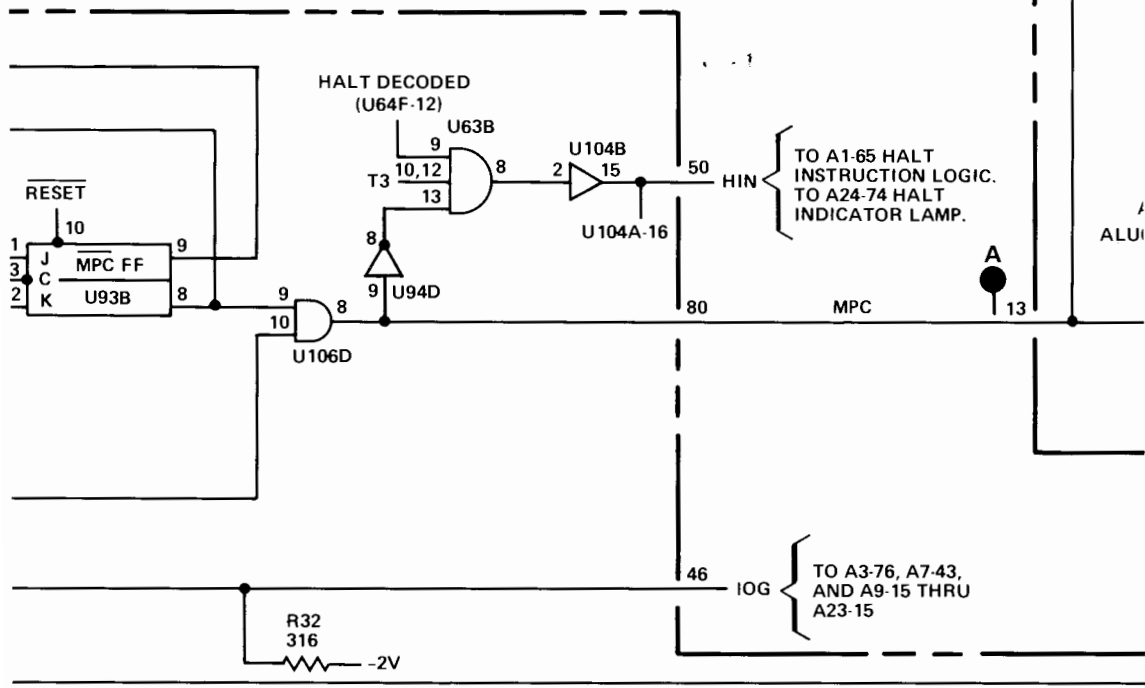 HALT DECODED
(U64F-12)
U63B
9
10,12
T3
13
8
U104B
2
15
50
HIN
TO A1-65 HALT
INSTRUCTION LOGIC.
TO A24-74 HALT
INDICATOR LAMP.
U104A-16
RESET
10
1
J
MPC FF
9
3
C
2
K
U93B
8
8
9
U94D
9
10
8
U106D
80
MPC
A
13
ALU
46
IOG
TO A3-76, A7-43,
AND A9-15 THRU
A23-15
R32
316
-2V